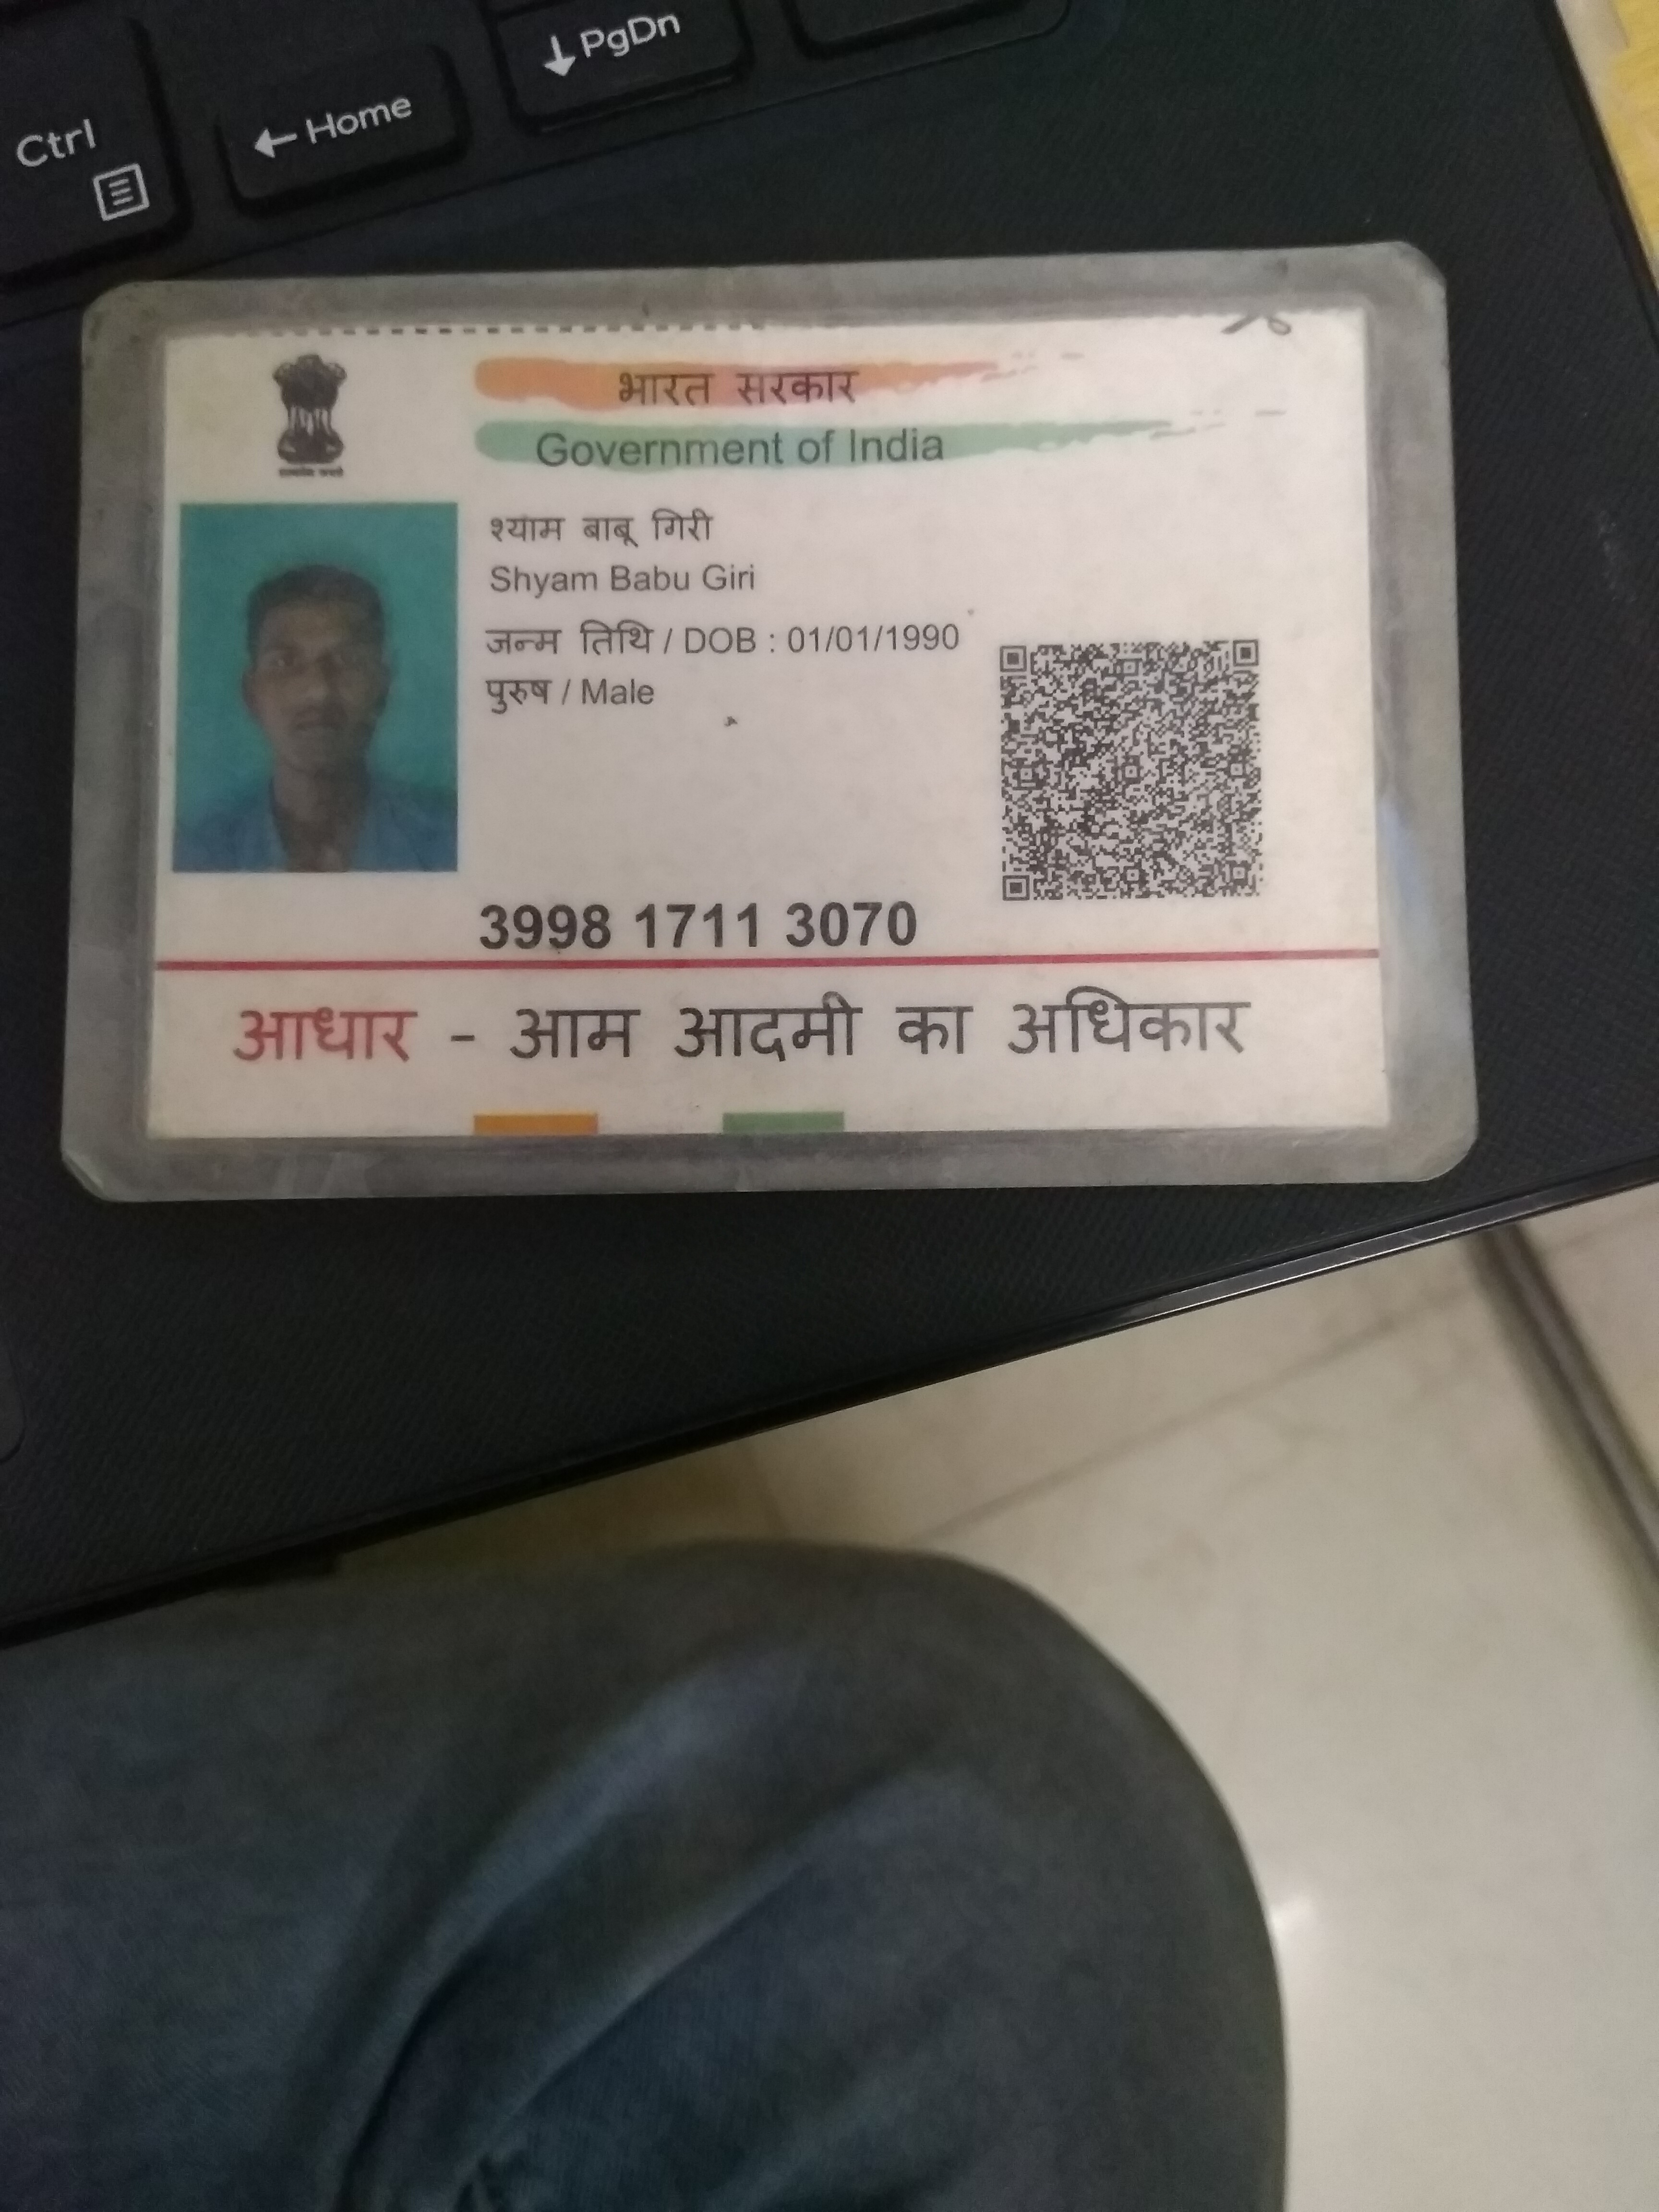 ↓ PgDn
Ctrl
← Home
भारत सरकार
Government of India
श्याम बाबू गिरी
Shyam Babu Giri
जन्म तिथि / DOB : 01/01/1990
पुरुष / Male
3998 1711 3070
आधार - आम आदमी का अधिकार